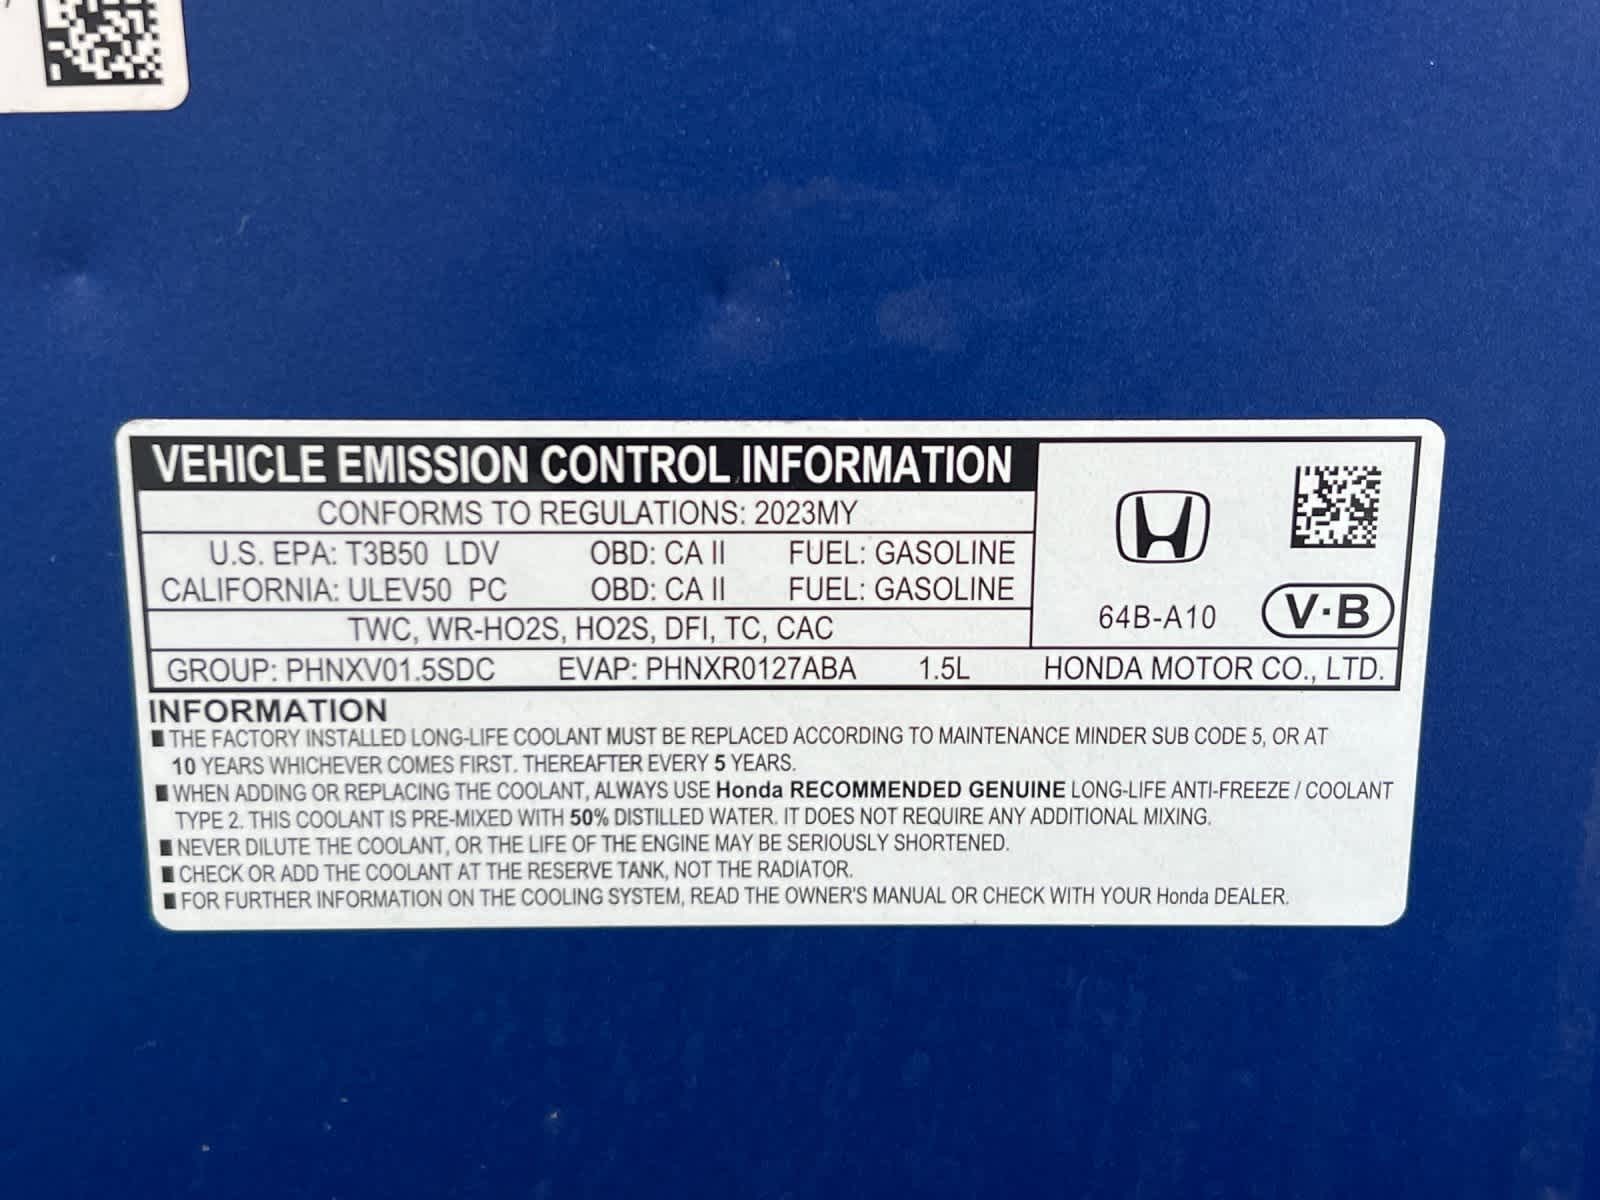 VEHICLE EMISSION CONTROL INFORMATION
CONFORMS TO REGULATIONS: 2023MY
U.S. EPA: T3B50 LDV OBD: CA II FUEL: GASOLINE
CALIFORNIA: ULEV50 PC OBD: CA II FUEL: GASOLINE
TWC, WR-HO2S, HO2S, DFI, TC, CAC
64B-A10 V·B
GROUP: PHNXV01.5SDC EVAP: PHNXR0127ABA 1.5L HONDA MOTOR CO., LTD.
INFORMATION
■ THE FACTORY INSTALLED LONG-LIFE COOLANT MUST BE REPLACED ACCORDING TO MAINTENANCE MINDER SUB CODE 5, OR AT
10 YEARS WHICHEVER COMES FIRST. THEREAFTER EVERY 5 YEARS.
■ WHEN ADDING OR REPLACING THE COOLANT, ALWAYS USE Honda RECOMMENDED GENUINE LONG-LIFE ANTI-FREEZE / COOLANT
TYPE 2. THIS COOLANT IS PRE-MIXED WITH 50% DISTILLED WATER. IT DOES NOT REQUIRE ANY ADDITIONAL MIXING.
■ NEVER DILUTE THE COOLANT, OR THE LIFE OF THE ENGINE MAY BE SERIOUSLY SHORTENED.
■ CHECK OR ADD THE COOLANT AT THE RESERVE TANK, NOT THE RADIATOR.
■ FOR FURTHER INFORMATION ON THE COOLING SYSTEM, READ THE OWNER'S MANUAL OR CHECK WITH YOUR Honda DEALER.